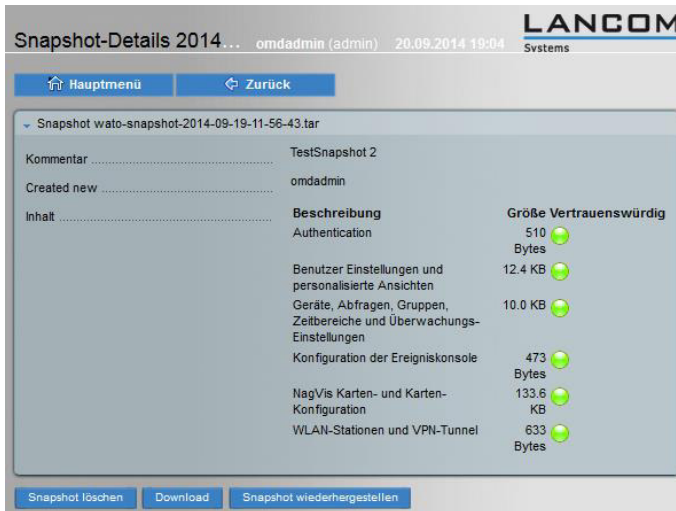 Snapshot-Details 2014... omdadmin (admin) 20.09.2014 19:04
LANCOM
Systems
Hauptmenü Zurück
Snapshot wato-snapshot-2014-09-19-11-56-43.tar
Kommentar TestSnapshot 2
Created new omdadmin
Inhalt Beschreibung Größe Vertrauenswürdig
Authentication 510
Bytes
Benutzer Einstellungen und 12.4 KB
personalisierte Ansichten
Geräte, Abfragen, Gruppen, 10.0 KB
Zeitbereiche und Überwachungs-
Einstellungen
Konfiguration der Ereigniskonsole 473
Bytes
NagVis Karten- und Karten- 133.6
Konfiguration KB
WLAN-Stationen und VPN-Tunnel 633
Bytes
Snapshot löschen Download Snapshot wiederhergestellen